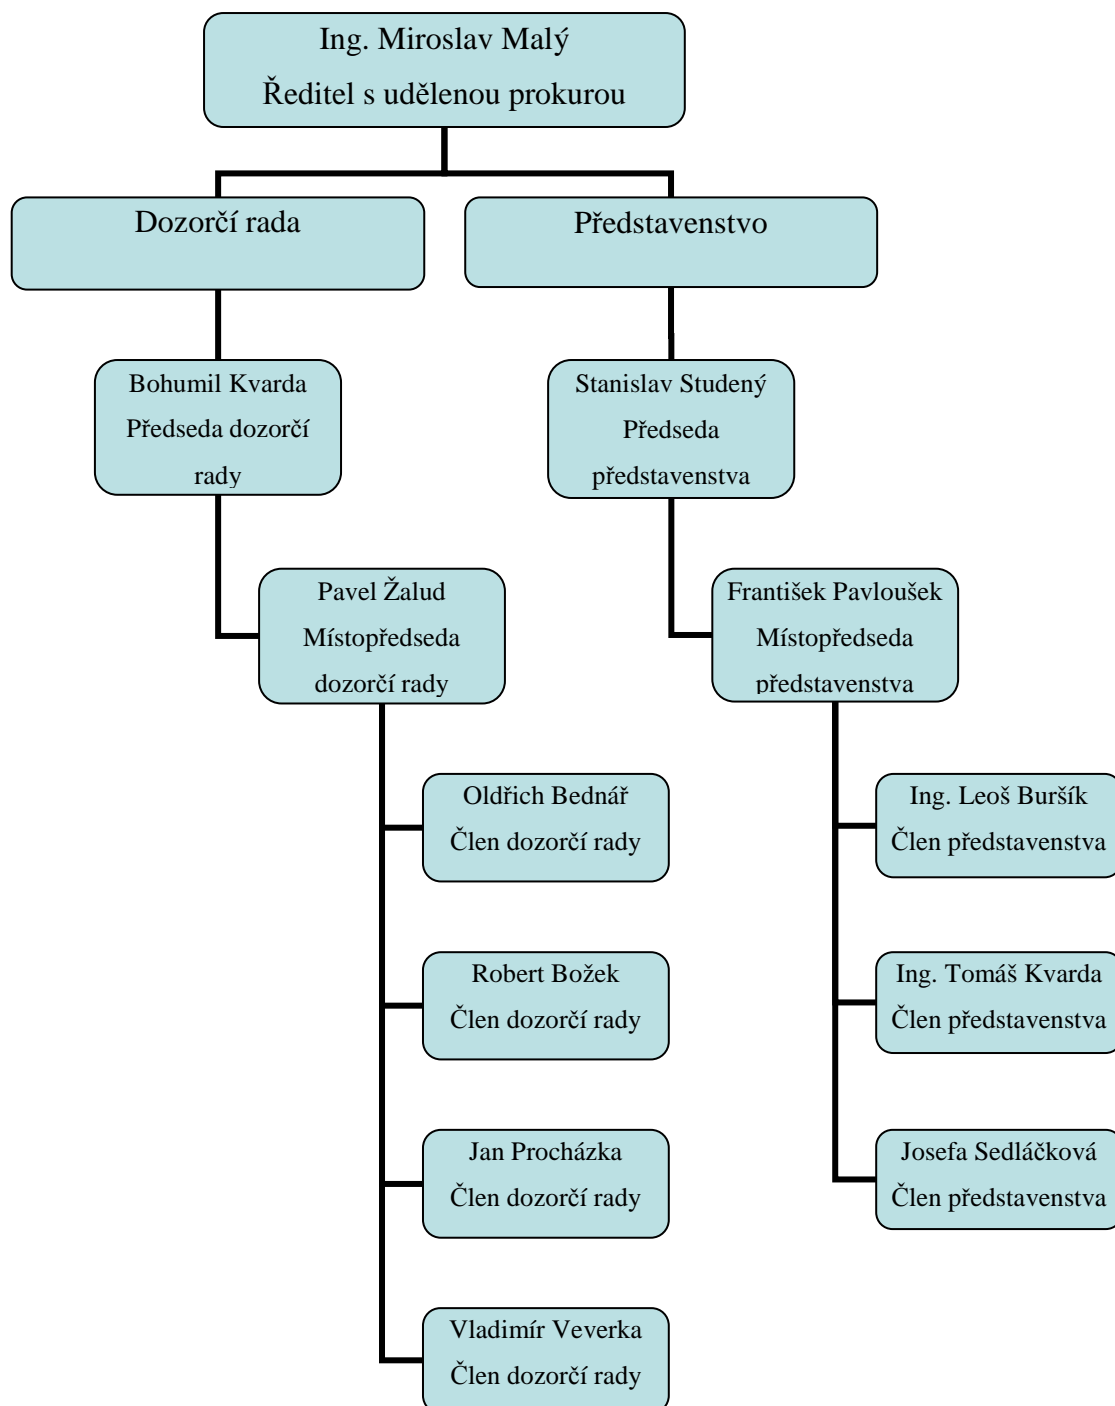 Ing. Miroslav Malý
Ředitel s udělenou prokurou
Dozorčí rada
Představenstvo
Bohumil Kvarda
Předseda dozorčí
rady
Stanislav Studený
Předseda
představenstva
Pavel Žalud
Místopředseda
dozorčí rady
František Pavloušek
Místopředseda
představenstva
Oldřich Bednář
Člen dozorčí rady
Ing. Leoš Buršík
Člen představenstva
Robert Božek
Člen dozorčí rady
Ing. Tomáš Kvarda
Člen představenstva
Jan Procházka
Člen dozorčí rady
Josefa Sedláčková
Člen představenstva
Vladimír Veverka
Člen dozorčí rady